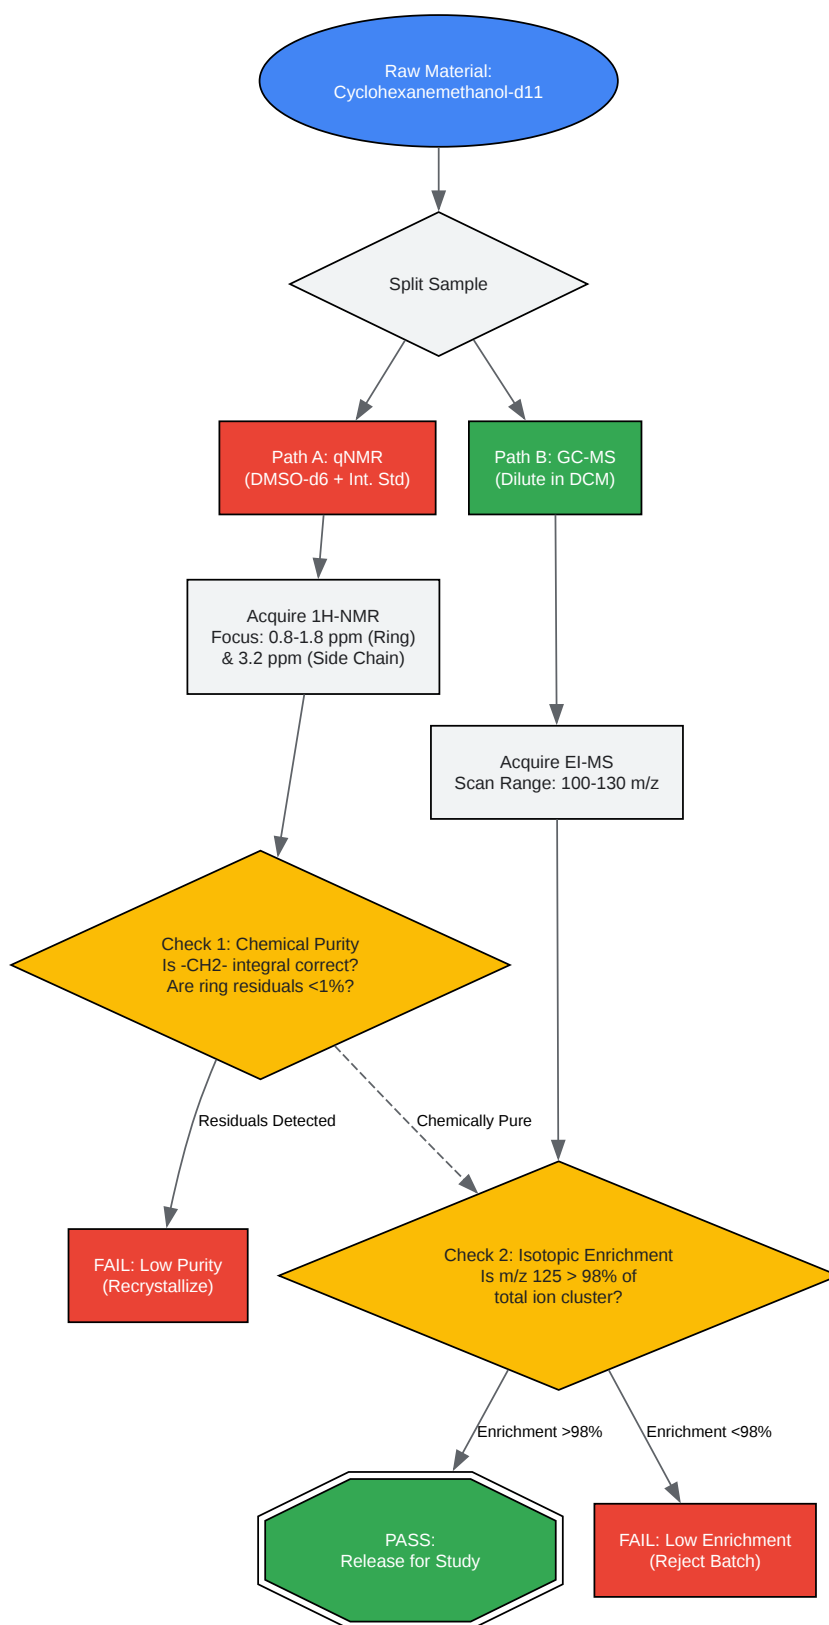 Raw Material:
Cyclohexanemethanol-d11
Split Sample
Path A: qNMR
(DMSO-d6 + Int. Std)
Path B: GC-MS
(Dilute in DCM)
Acquire 1H-NMR
Focus: 0.8-1.8 ppm (Ring)
& 3.2 ppm (Side Chain)
Acquire EI-MS
Scan Range: 100-130 m/z
Check 1: Chemical Purity
Is -CH2- integral correct?
Are ring residuals <1%?
Residuals Detected
Chemically Pure
FAIL: Low Purity
(Recrystallize)
Check 2: Isotopic Enrichment
Is m/z 125 > 98% of
total ion cluster?
Enrichment >98%
Enrichment <98%
PASS:
Release for Study
FAIL: Low Enrichment
(Reject Batch)